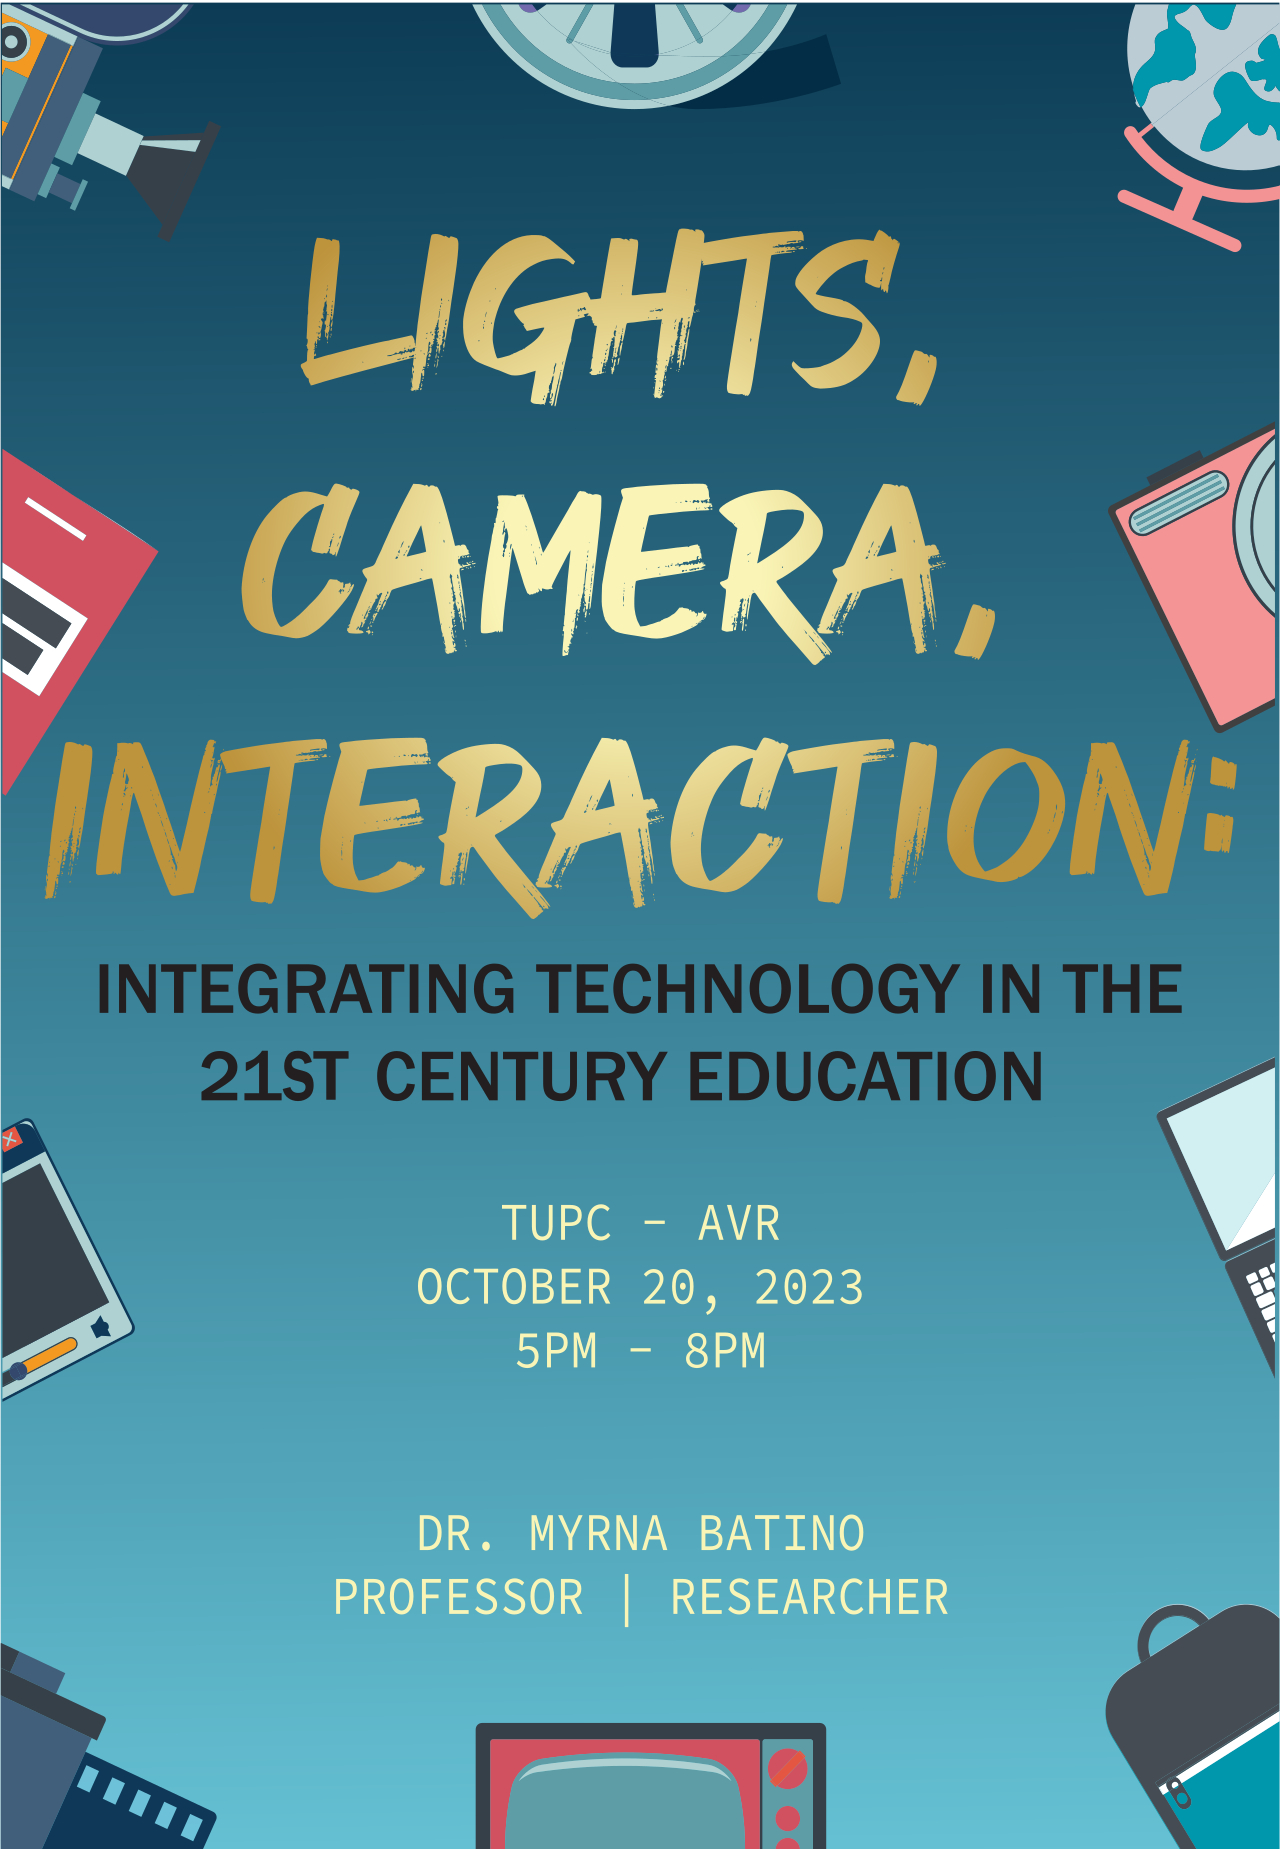 LIGHTS,
CAMERA,
INTERACTION:
INTEGRATING TECHNOLOGY IN THE
21ST CENTURY EDUCATION
TUPC - AVR
OCTOBER 20, 2023
5PM - 8PM
DR. MYRNA BATINO
PROFESSOR | RESEARCHER